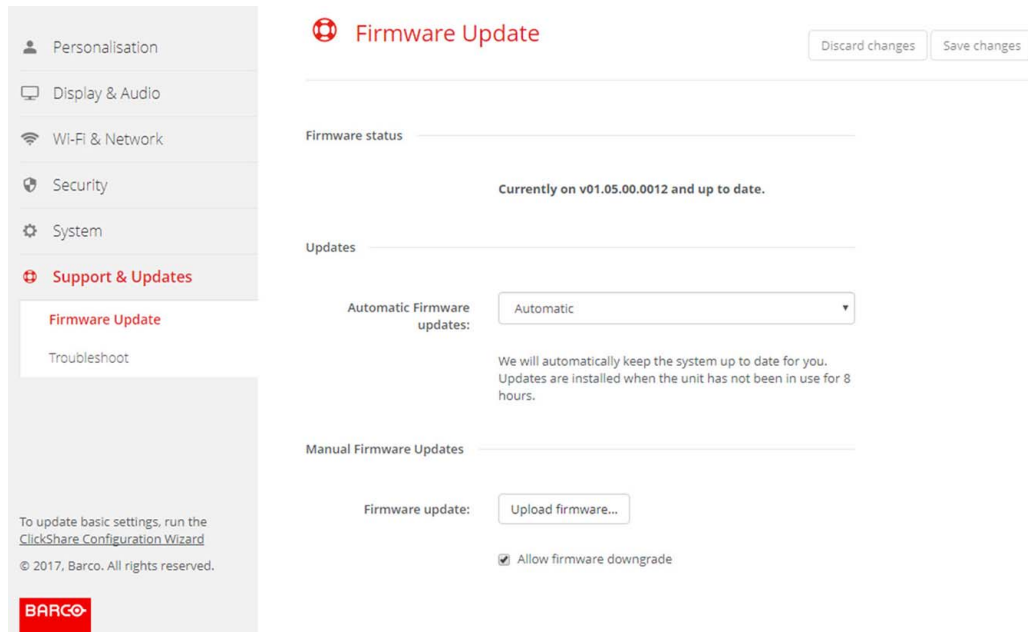 Personalisation
Display & Audio
Wi-Fi & Network
Security
System
Support & Updates
Firmware Update
Troubleshoot
To update basic settings, run the
ClickShare Configuration Wizard
© 2017, Barco. All rights reserved.
BARCO
Firmware Update
Discard changes
Save changes
Firmware status
Currently on v01.05.00.0012 and up to date.
Updates
Automatic Firmware
updates:
Automatic
We will automatically keep the system up to date for you.
Updates are installed when the unit has not been in use for 8
hours.
Manual Firmware Updates
Firmware update:
Upload firmware...
Allow firmware downgrade